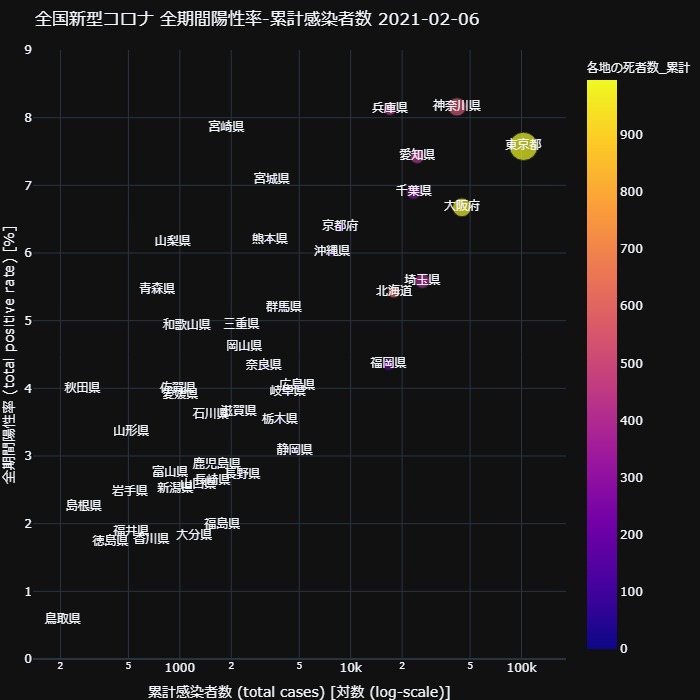 全国新型コロナ 全期間陽性率-累計感染者数 2021-02-06
各地の死者数_累計
9
8
7
6
5
4
3
2
1
0
全期間陽性率 (total positive rate) [%]
兵庫県
神奈川県
宮崎県
東京都
愛知県
宮城県
千葉県
大阪府
京都府
山梨県
熊本県
沖縄県
青森県
埼玉県
北海道
群馬県
和歌山県
三重県
岡山県
奈良県
福岡県
秋田県
佐賀県
愛媛県
広島県
岐阜県
石川県
滋賀県
栃木県
山形県
静岡県
鹿児島県
富山県
長野県
長崎県
山口県
新潟県
岩手県
島根県
福島県
福井県
大分県
徳島県
香川県
鳥取県
2
5
1000
2
5
10k
2
5
100k
累計感染者数 (total cases) [対数 (log-scale)]
900
800
700
600
500
400
300
200
100
0